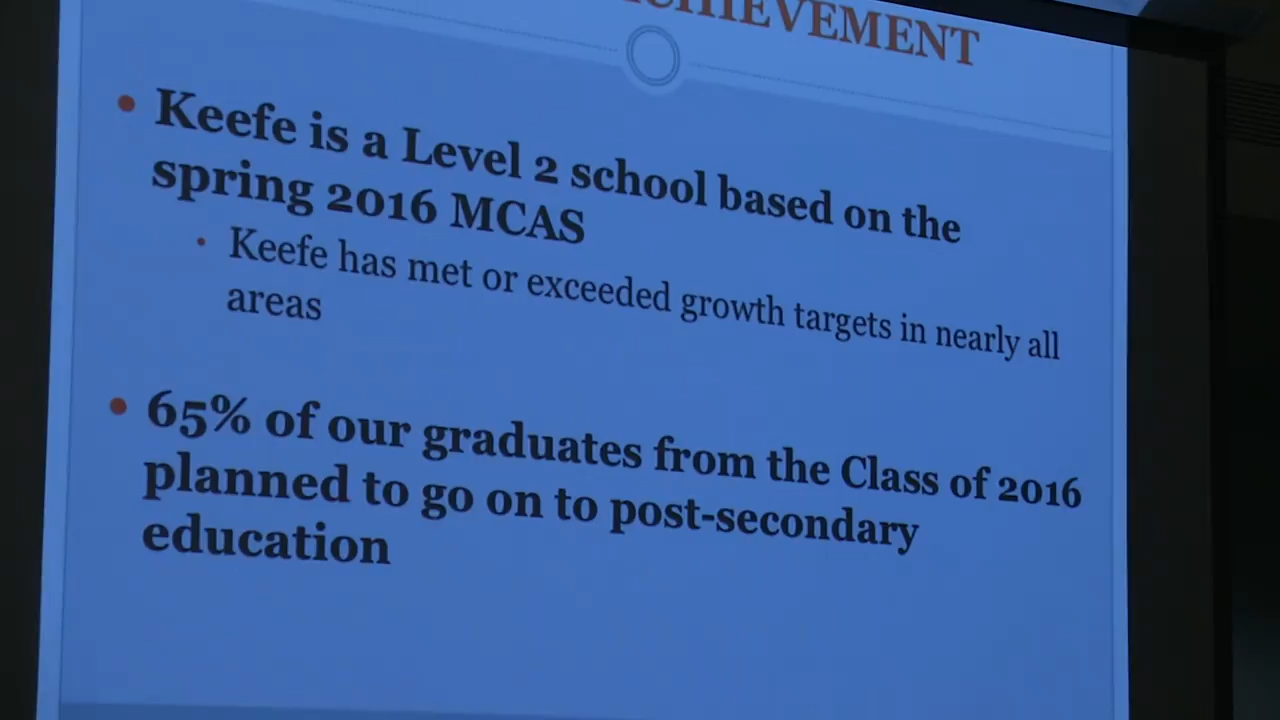 ACHIEVEMENT
Keefe is a Level 2 school based on the
spring 2016 MCAS
Keefe has met or exceeded growth targets in nearly all
areas
65% of our graduates from the Class of 2016
planned to go on to post-secondary
education